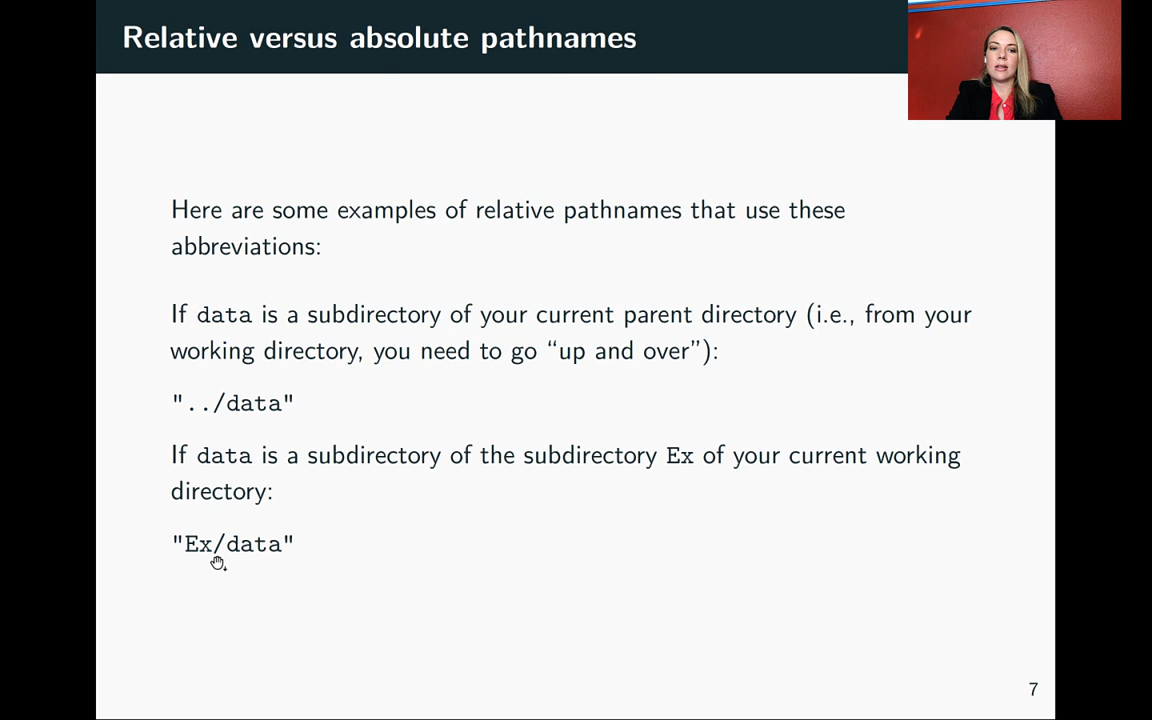 Relative versus absolute pathnames
Here are some examples of relative pathnames that use these
abbreviations:
If data is a subdirectory of your current parent directory (i.e., from your
working directory, you need to go “up and over”):
"../data"
If data is a subdirectory of the subdirectory Ex of your current working
directory:
"Ex/data"
7